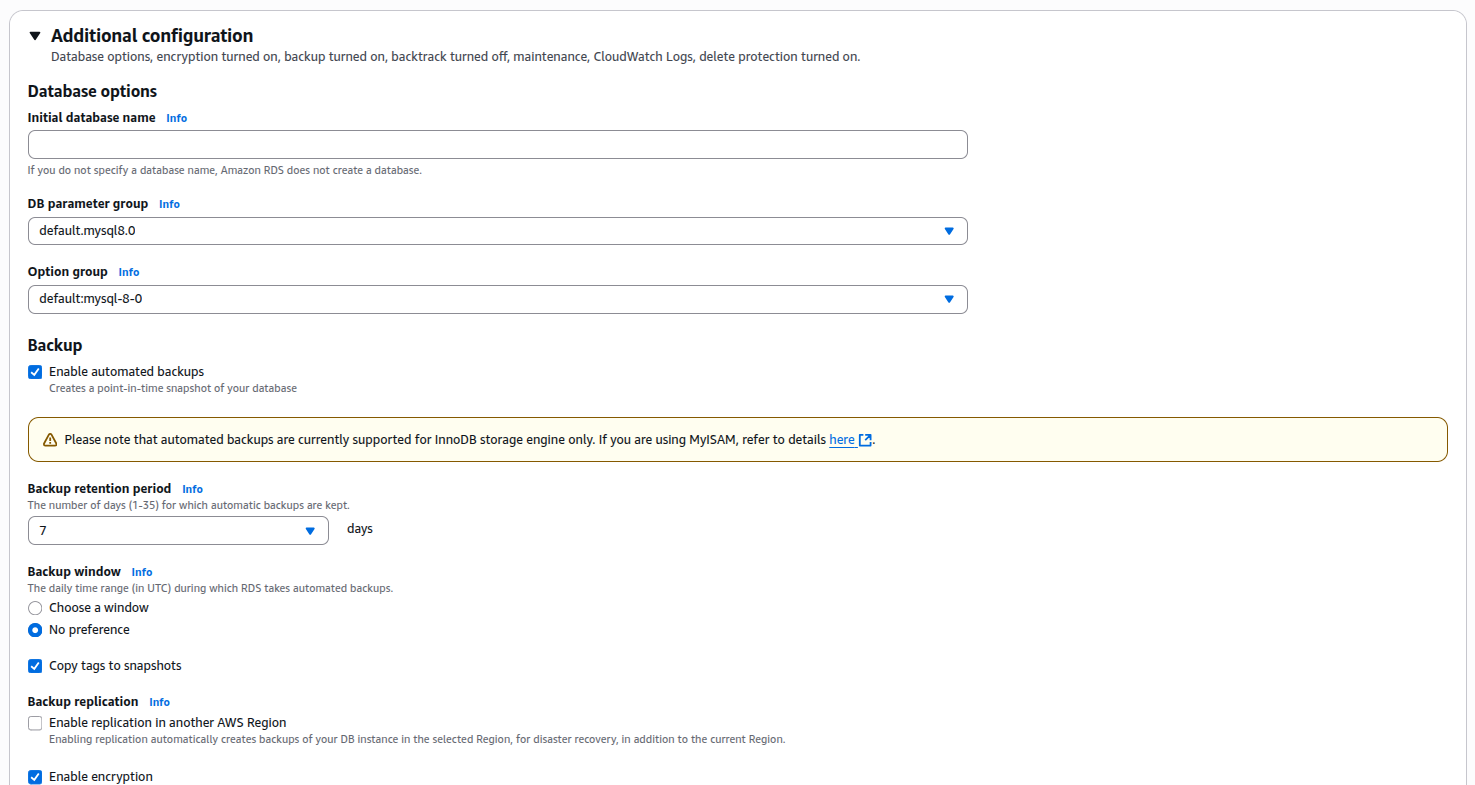 Additional configuration
Database options, encryption turned on, backup turned on, backtrack turned off, maintenance, CloudWatch Logs, delete protection turned on.
Database options
Initial database name Info
If you do not specify a database name, Amazon RDS does not create a database.
DB parameter group Info
default.mysql8.0
Option group Info
default:mysql-8-0
Backup
Enable automated backups
Creates a point-in-time snapshot of your database
Please note that automated backups are currently supported for InnoDB storage engine only. If you are using MyISAM, refer to details here.
Backup retention period Info
The number of days (1-35) for which automatic backups are kept.
7 days
Backup window Info
The daily time range (in UTC) during which RDS takes automated backups.
Choose a window
No preference
Copy tags to snapshots
Backup replication Info
Enable replication in another AWS Region
Enabling replication automatically creates backups of your DB instance in the selected Region, for disaster recovery, in addition to the current Region.
Enable encryption